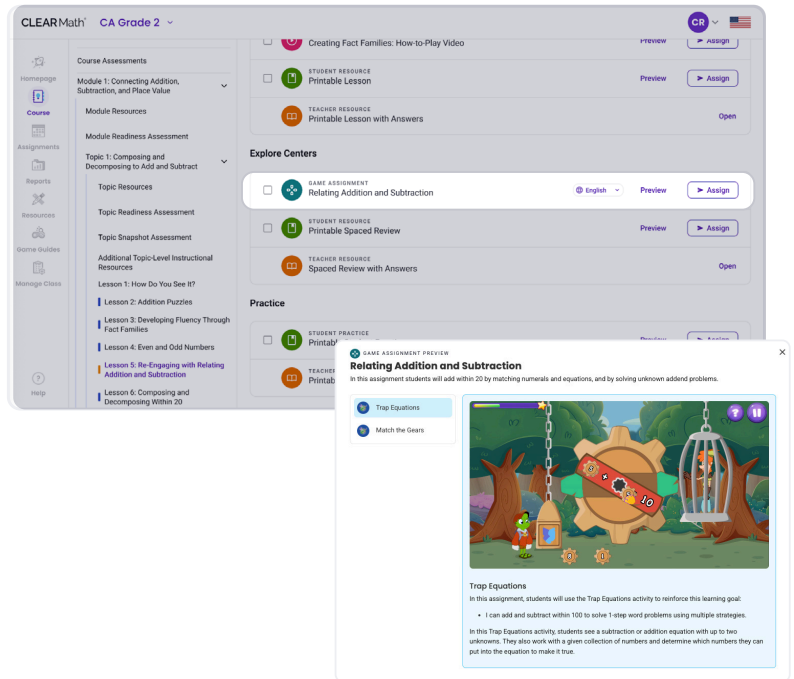 CLEARMath®
CA Grade 2
CR
Homepage
Course
Assignments
Reports
Resources
Game Guides
Manage Class
Help
Course Assessments
Module 1: Connecting Addition,
Subtraction, and Place Value
Module Resources
Module Readiness Assessment
Topic 1: Composing and
Decomposing to Add and Subtract
Topic Resources
Topic Readiness Assessment
Topic Snapshot Assessment
Additional Topic-Level Instructional
Resources
Lesson 1: How Do You See It?
Lesson 2: Addition Puzzles
Lesson 3: Developing Fluency Through
Fact Families
Lesson 4: Even and Odd Numbers
Lesson 5: Re-Engaging with Relating
Addition and Subtraction
Lesson 6: Composing and
Decomposing Within 20
Creating Fact Families: How-to-Play Video
Preview
Assign
STUDENT RESOURCE
Printable Lesson
Preview
Assign
TEACHER RESOURCE
Printable Lesson with Answers
Open
Explore Centers
GAME ASSIGNMENT
Relating Addition and Subtraction
English
Preview
Assign
STUDENT RESOURCE
Printable Spaced Review
Preview
Assign
TEACHER RESOURCE
Spaced Review with Answers
Open
Practice
STUDENT PRACTICE
Preview
Assign
GAME ASSIGNMENT PREVIEW
Relating Addition and Subtraction
In this assignment students will add within 20 by matching numerals and equations, and by solving unknown addend problems.
Trap Equations
Match the Gears
?
+
10
8
1
Trap Equations
In this assignment, students will use the Trap Equations activity to reinforce this learning goal:
• I can add and subtract within 100 to solve 1-step word problems using multiple strategies.
In this Trap Equations activity, students see a subtraction or addition equation with up to two
unknowns. They also work with a given collection of numbers and determine which numbers they can
put into the equation to make it true.